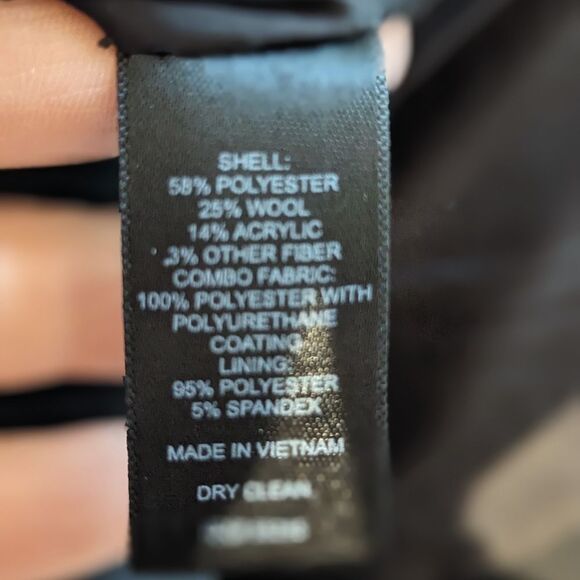 SHELL:
58% POLYESTER
25% WOOL
14% ACRYLIC
3% OTHER FIBER
COMBO FABRIC:
100% POLYESTER WITH
POLYURETHANE
COATING
LINING:
95% POLYESTER
5% SPANDEX
MADE IN VIETNAM
DRY CLEAN